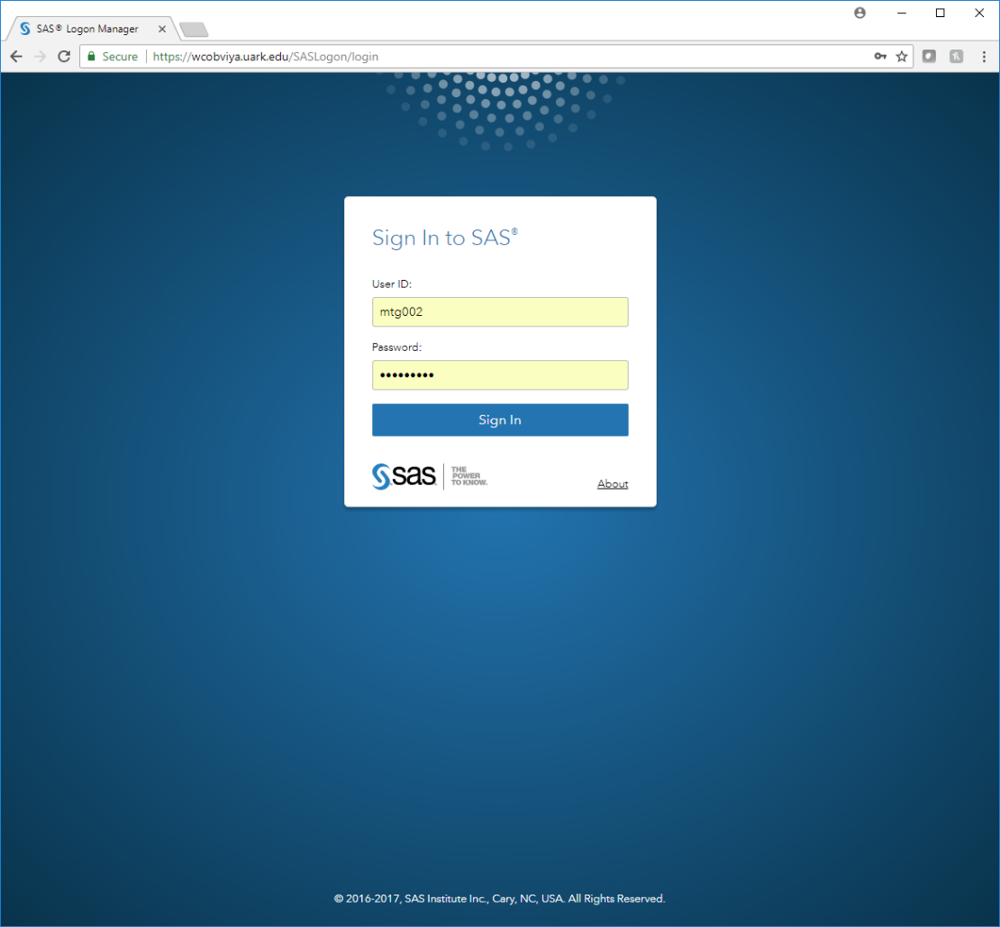 SAS® Logon Manager
Secure https://wcobviya.uark.edu/SASLogon/login
Sign In to SAS®
User ID:
mtg002
Password:
•••••••••
Sign In
sas THE
POWER
TO KNOW.
About
© 2016-2017, SAS Institute Inc., Cary, NC, USA. All Rights Reserved.